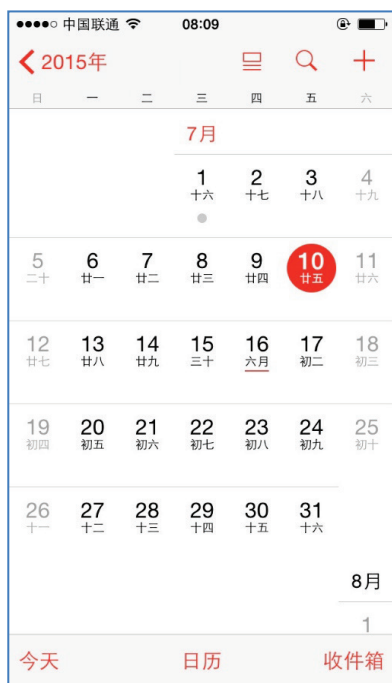 中国联通 08:09
2015年
日 一 二 三 四 五 六
7月
1 2 3 4
十六 十七 十八 十九
5 6 7 8 9 10 11
二十 廿一 廿二 廿三 廿四 廿五 廿六
12 13 14 15 16 17 18
廿七 廿八 廿九 三十 六月 初二 初三
19 20 21 22 23 24 25
初四 初五 初六 初七 初八 初九 初十
26 27 28 29 30 31
十一 十二 十三 十四 十五 十六
8月
1
今天 日历 收件箱